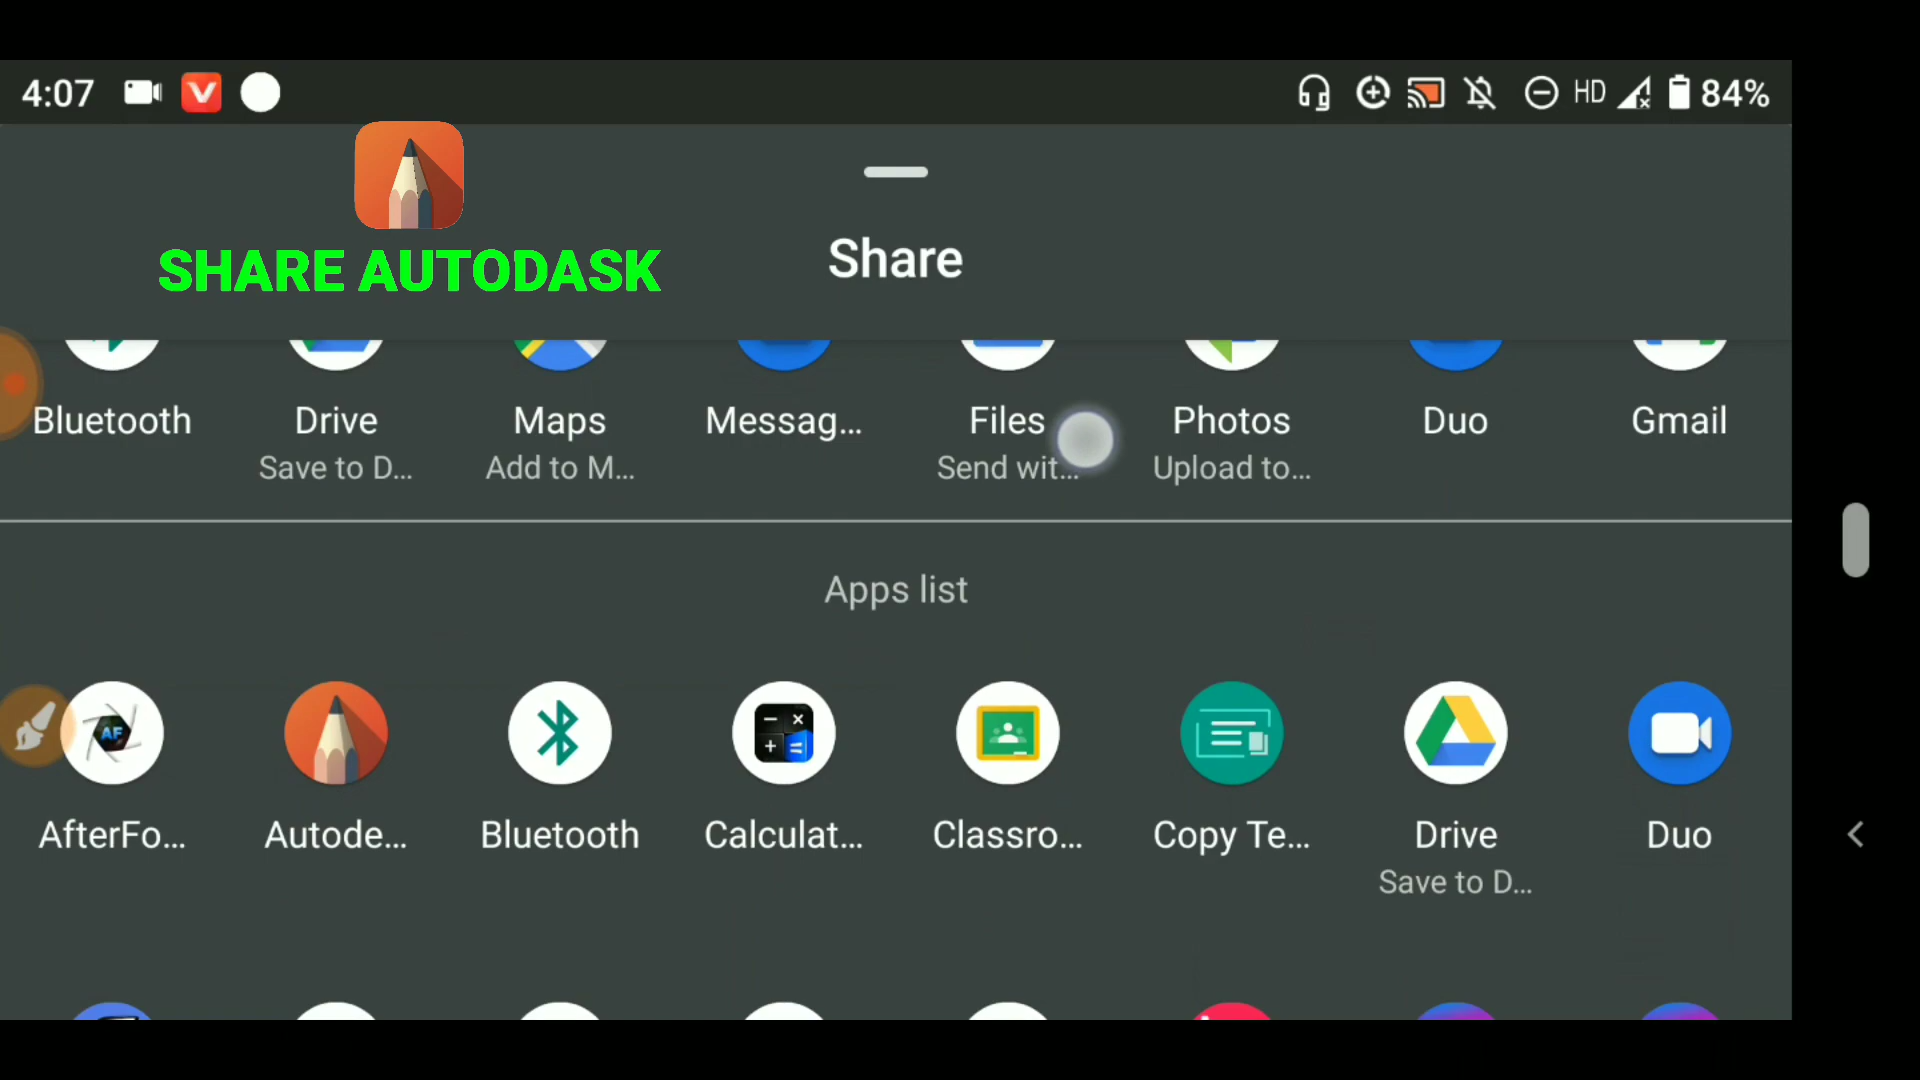 4:07
HD
84%
SHARE AUTODASK
Share
Bluetooth
Drive
Maps
Messag...
Files
Photos
Duo
Gmail
Save to D...
Add to M...
Send wit...
Upload to...
Apps list
AF
AfterFo...
Autode...
Bluetooth
Calculat...
Classro...
Copy Te...
Drive
Duo
Save to D...